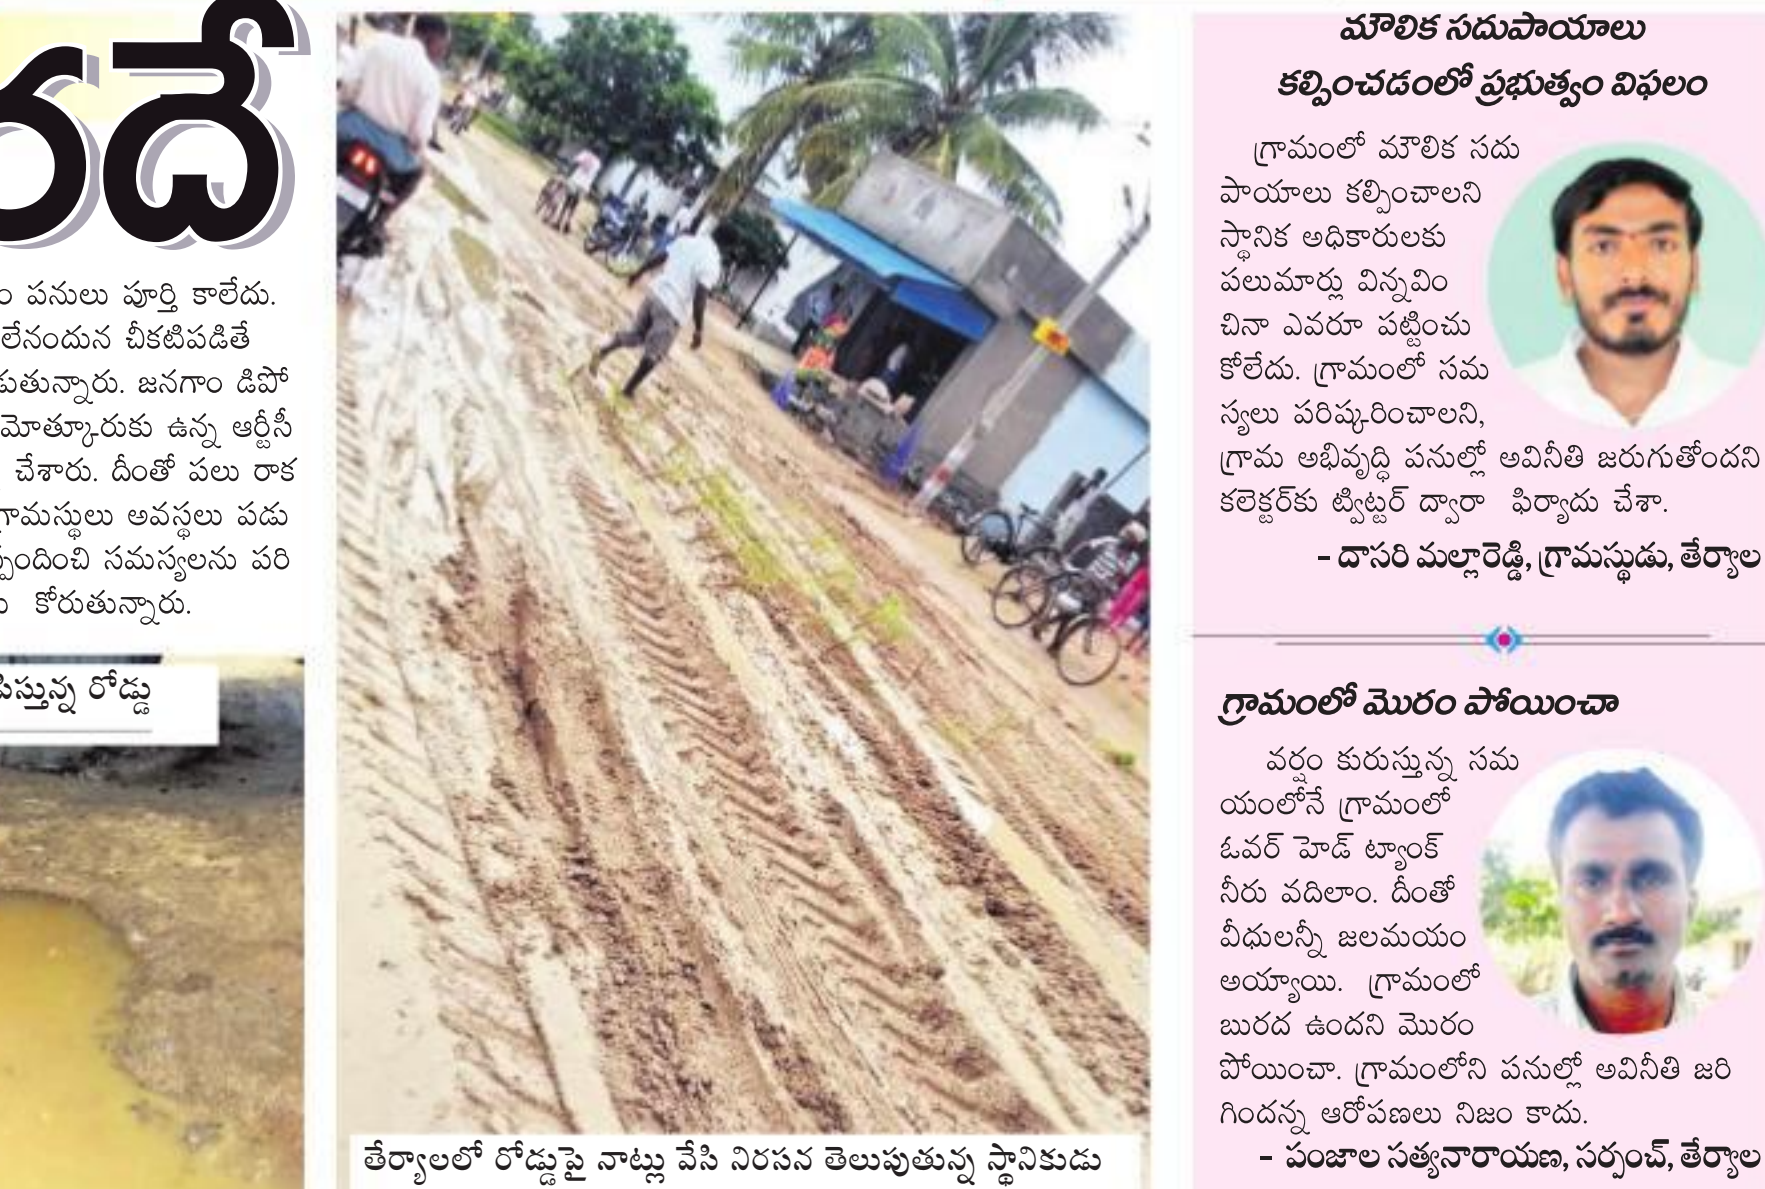 రదే
పనులు పూర్తి కాలేదు.
లేనందున చీకటిపడితే
డుతున్నారు. జనగాం డిపో
మోత్కూరుకు ఉన్న ఆర్టీసీ
చేశారు. దీంతో పలు రాక
గ్రామస్థులు అవస్థలు పడు
స్పందించి సమస్యలను పరి
కోరుతున్నారు.
పిస్తున్న రోడ్డు
తేర్యాలలో రోడ్డుపై నాట్లు వేసి నిరసన తెలుపుతున్న స్థానికుడు
మౌలిక సదుపాయాలు
కల్పించడంలో ప్రభుత్వం విఫలం
గ్రామంలో మౌలిక సదు
పాయాలు కల్పించాలని
స్థానిక అధికారులకు
పలుమార్లు విన్నవిం
చినా ఎవరూ పట్టించు
కోలేదు. గ్రామంలో సమ
స్యలు పరిష్కరించాలని,
గ్రామ అభివృద్ధి పనుల్లో అవినీతి జరుగుతోందని
కలెక్టర్‌కు ట్విట్టర్ ద్వారా ఫిర్యాదు చేశా.
– దాసరి మల్లారెడ్డి, గ్రామస్థుడు, తేర్యాల
గ్రామంలో మొరం పోయించా
వర్షం కురుస్తున్న సమ
యంలోనే గ్రామంలో
ఓవర్ హెడ్ ట్యాంక్
నీరు వదిలాం. దీంతో
వీధులన్నీ జలమయం
అయ్యాయి. గ్రామంలో
బురద ఉందని మొరం
పోయించా. గ్రామంలోని పనుల్లో అవినీతి జరి
గిందన్న ఆరోపణలు నిజం కాదు.
– పంజాల సత్యనారాయణ, సర్పంచ్, తేర్యాల